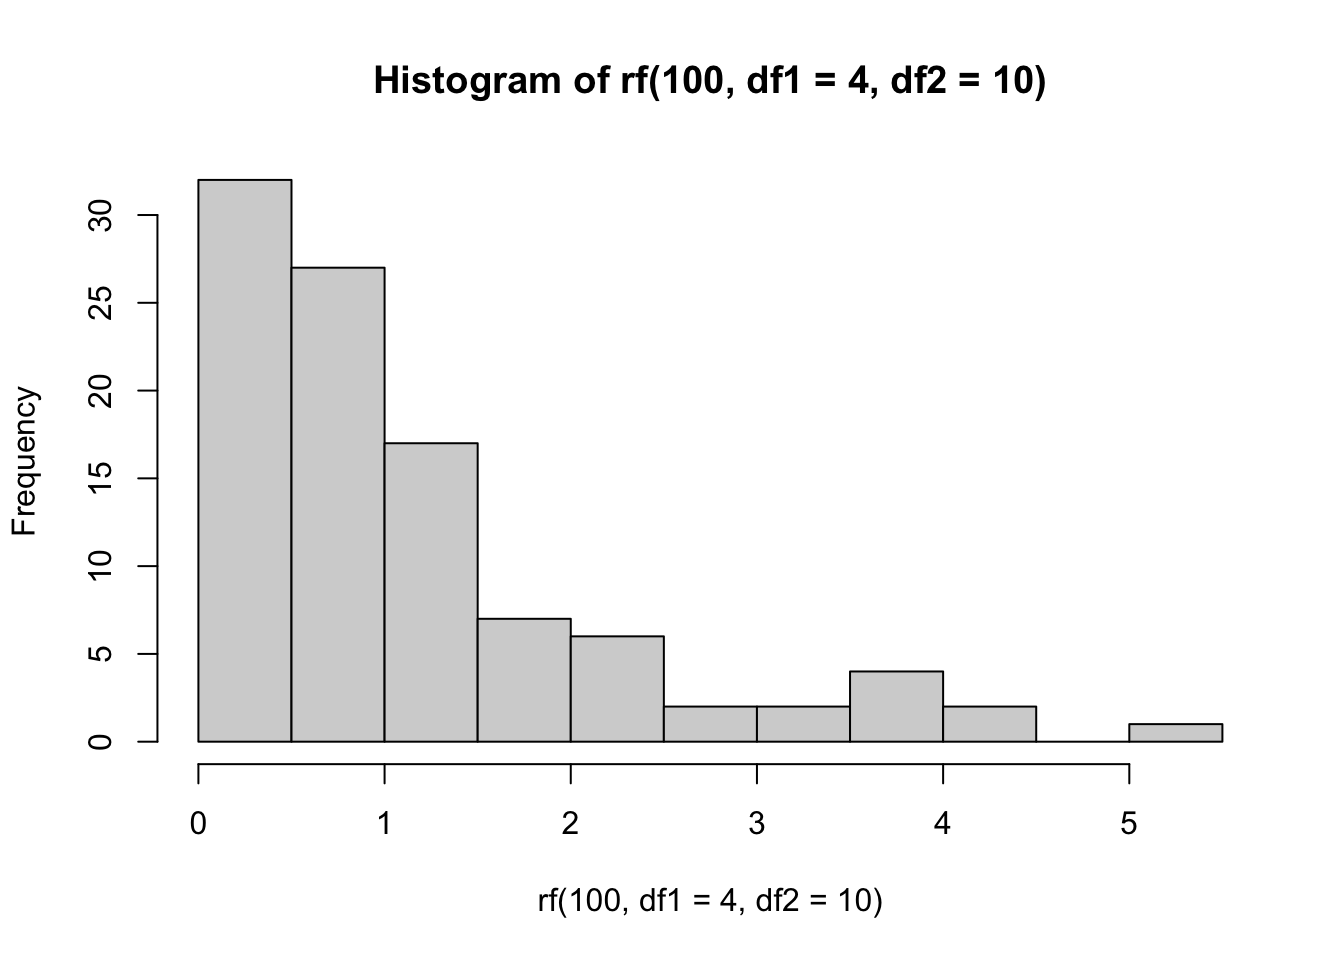 Histogram of rf(100, df1 = 4, df2 = 10)
Frequency
30
25
20
15
10
5
0
0 1 2 3 4 5
rf(100, df1 = 4, df2 = 10)